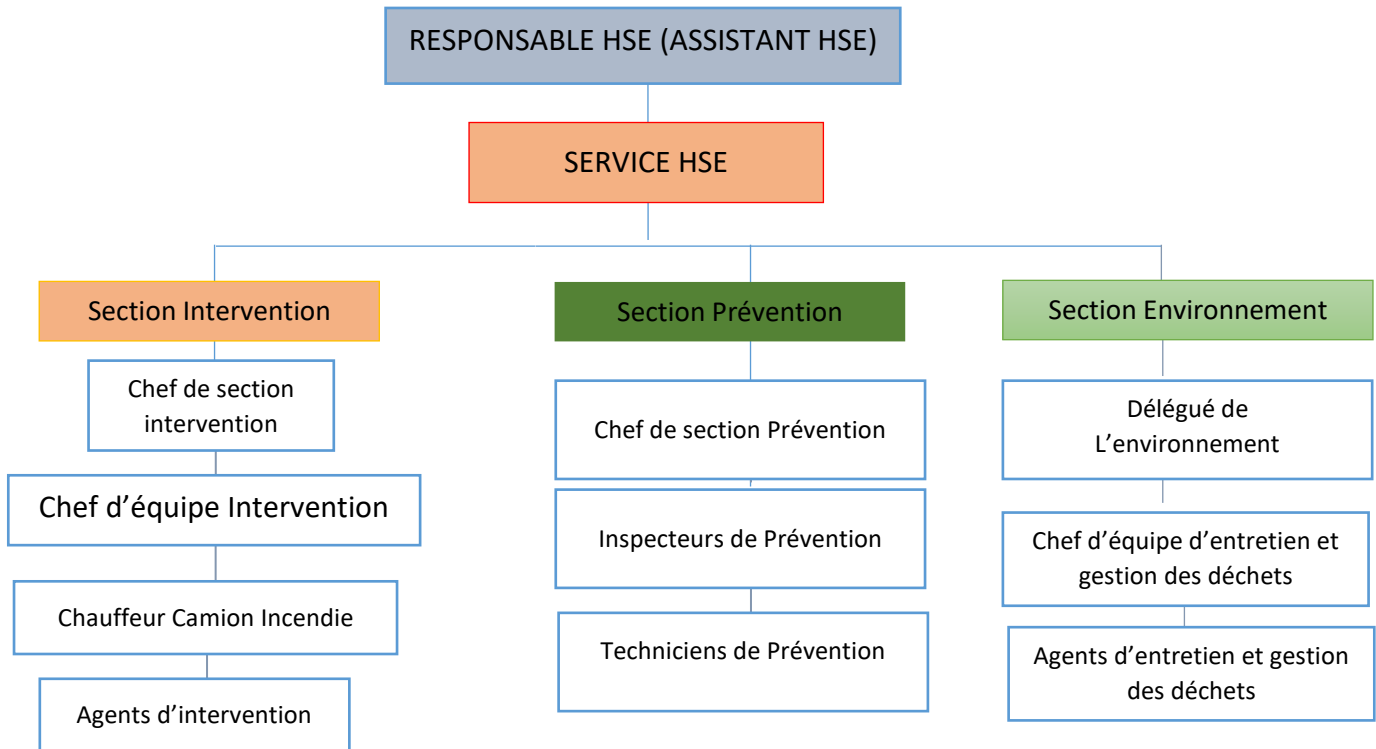 RESPONSABLE HSE (ASSISTANT HSE)
SERVICE HSE
Section Intervention
Chef de section
intervention
Chef d’équipe Intervention
Chauffeur Camion Incendie
Agents d’intervention
Section Prévention
Chef de section Prévention
Inspecteurs de Prévention
Techniciens de Prévention
Section Environnement
Délégué de
L’environnement
Chef d’équipe d’entretien et
gestion des déchets
Agents d’entretien et gestion
des déchets